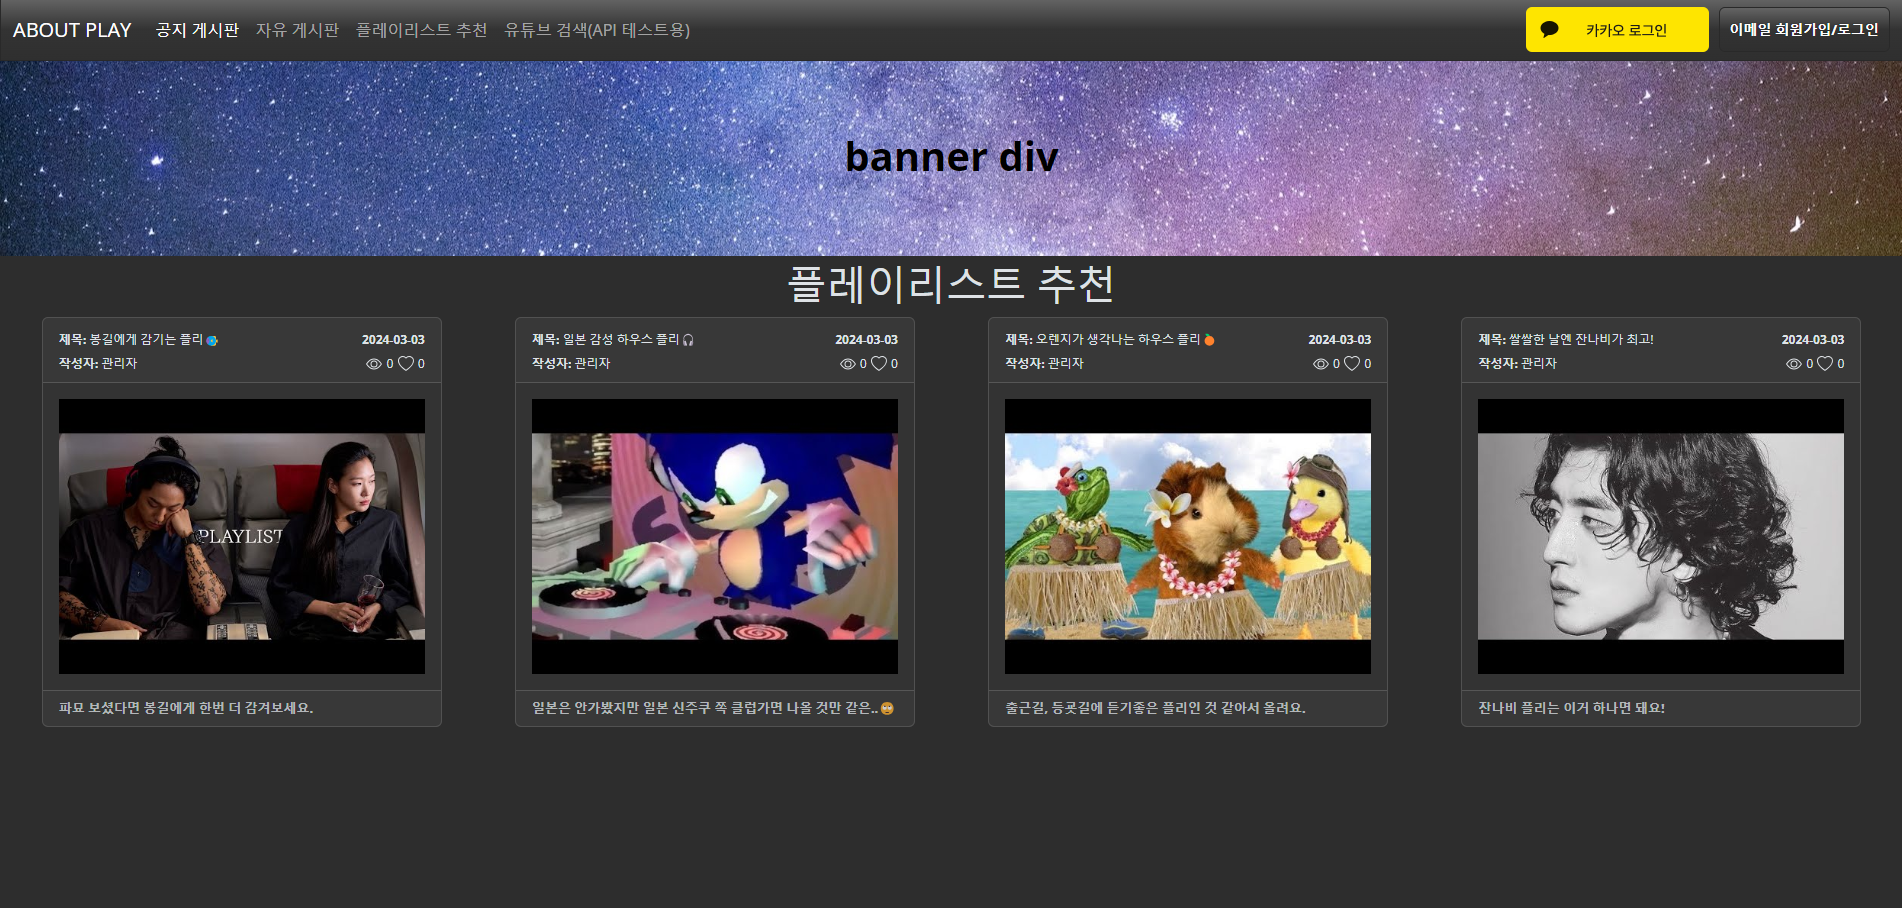 ABOUT PLAY 공지 게시판 자유 게시판 플레이리스트 추천 유튜브 검색(API 테스트용) 카카오 로그인 이메일 회원가입/로그인
banner div
플레이리스트 추천
제목: 봉길에게 감기는 플리 2024-03-03
작성자: 관리자 0 0
PLAYLIST
파묘 보셨다면 봉길에게 한번 더 감겨보세요.
제목: 일본 감성 하우스 플리🎧 2024-03-03
작성자: 관리자 0 0
일본은 안가봤지만 일본 신주쿠 쪽 클럽가면 나올 것만 같은..🙄
제목: 오렌지가 생각나는 하우스 플리🍊 2024-03-03
작성자: 관리자 0 0
출근길, 등굣길에 듣기좋은 플리인 것 같아서 올려요.
제목: 쌀쌀한 날엔 잔나비가 최고! 2024-03-03
작성자: 관리자 0 0
잔나비 플리는 이거 하나면 돼요!